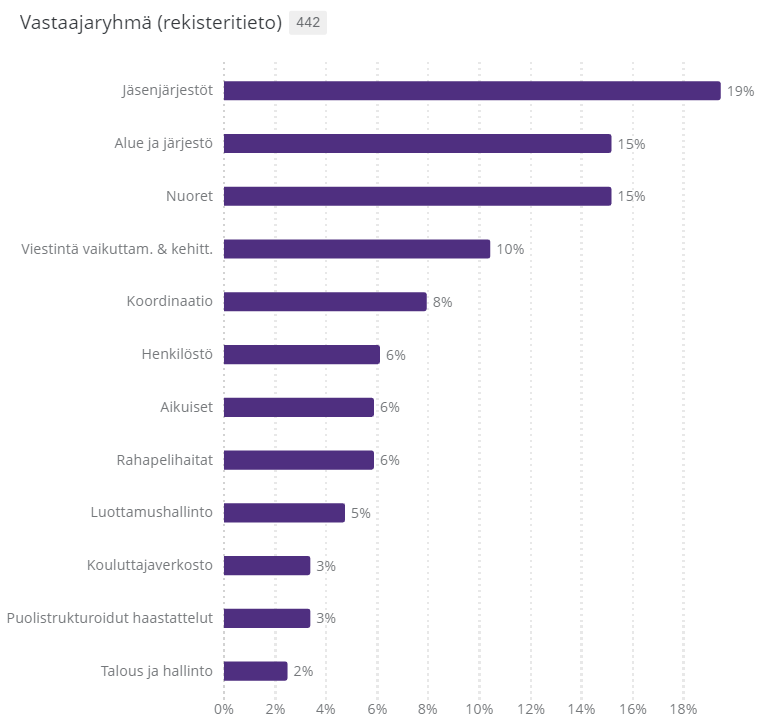 Vastaajaryhmä (rekisteritieto) 442
Jäsenjärjestöt 19%
Alue ja järjestö 15%
Nuoret 15%
Viestintä vaikuttam. & kehitt. 10%
Koordinaatio 8%
Henkilöstö 6%
Aikuiset 6%
Rahapelihaitat 6%
Luottamushallinto 5%
Kouluttajaverkosto 3%
Puolistrukturoidut haastattelut 3%
Talous ja hallinto 2%
0% 2% 4% 6% 8% 10% 12% 14% 16% 18%